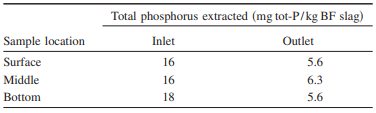 Total phosphorus extracted (mg tot-P/kg BF slag)
Sample location Inlet Outlet
Surface 16 5.6
Middle 16 6.3
Bottom 18 5.6